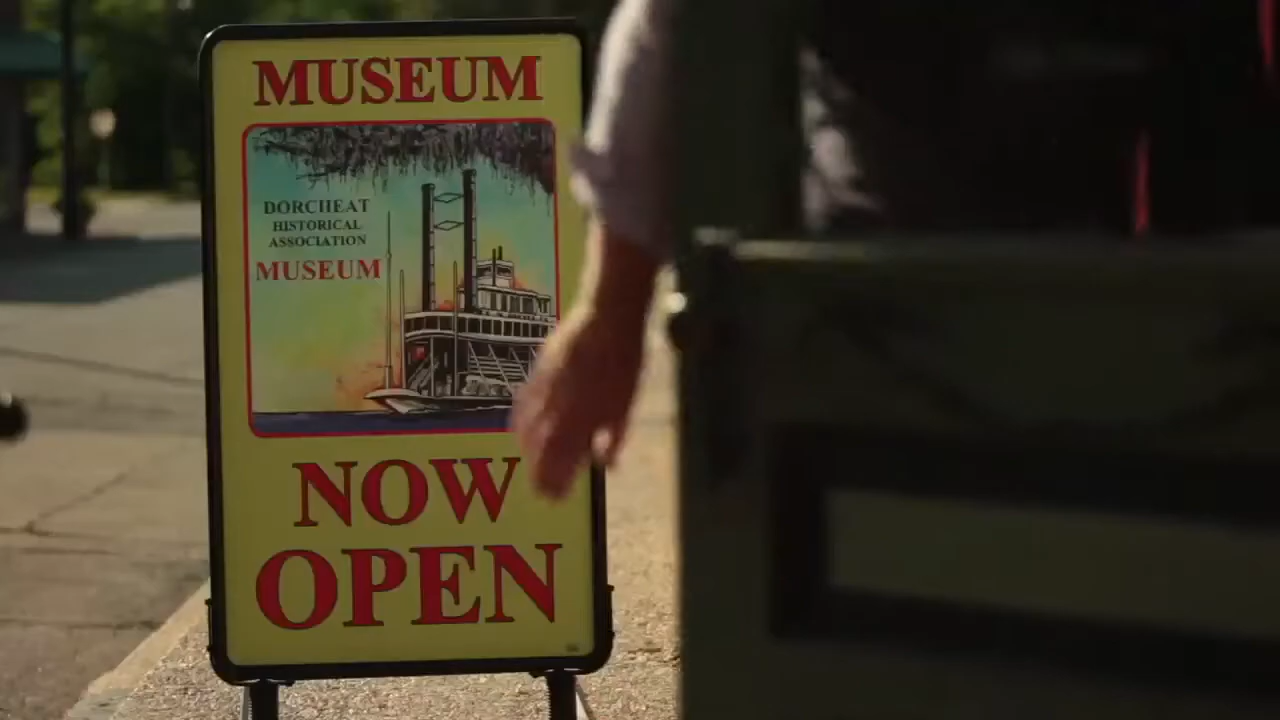 MUSEUM
DORCHEAT
HISTORICAL
ASSOCIATION
MUSEUM
NOW
OPEN